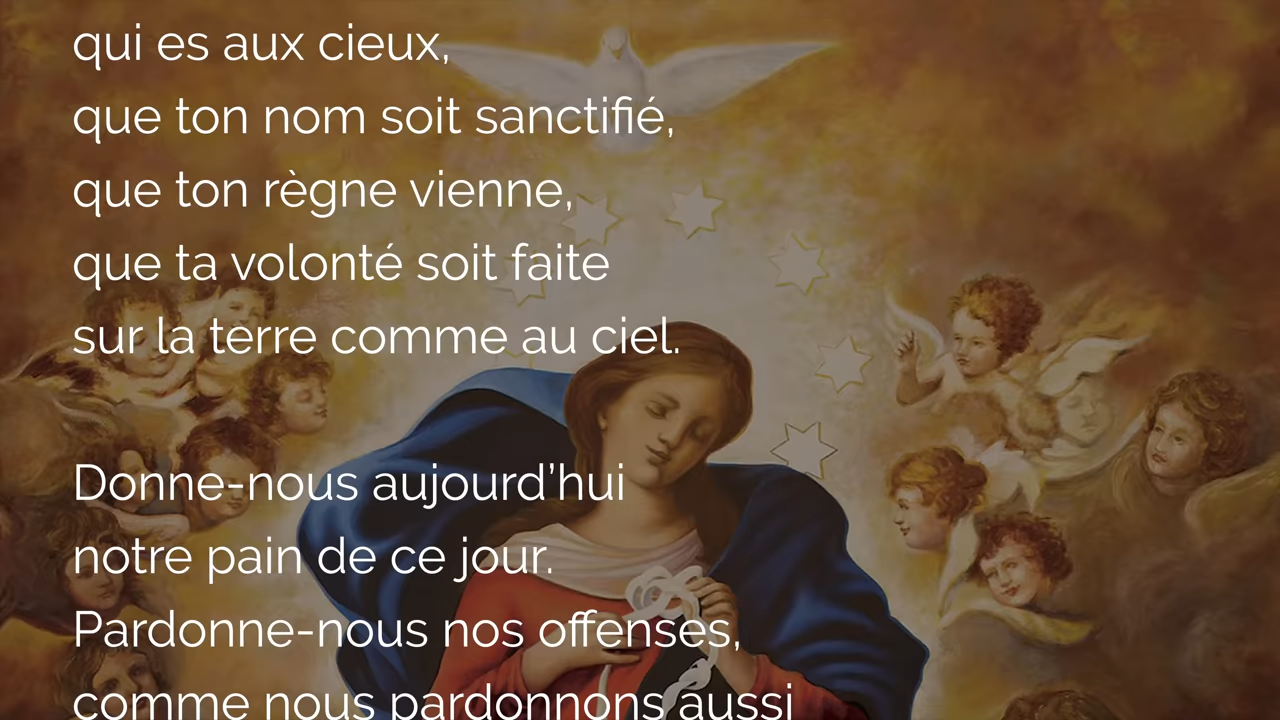 qui es aux cieux,
que ton nom soit sanctifié,
que ton règne vienne,
que ta volonté soit faite
sur la terre comme au ciel.
Donne-nous aujourd’hui
notre pain de ce jour.
Pardonne-nous nos offenses,
comme nous pardonnons aussi